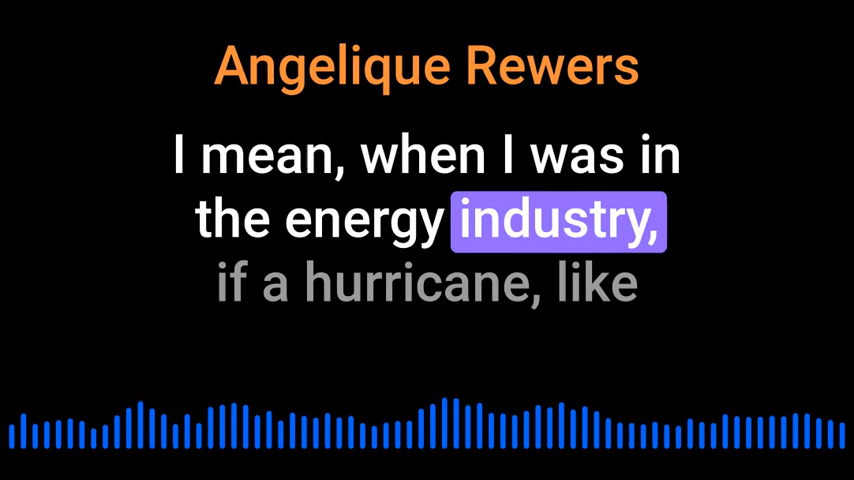 Angelique Rewers
I mean, when I was in
the energy industry,
if a hurricane, like